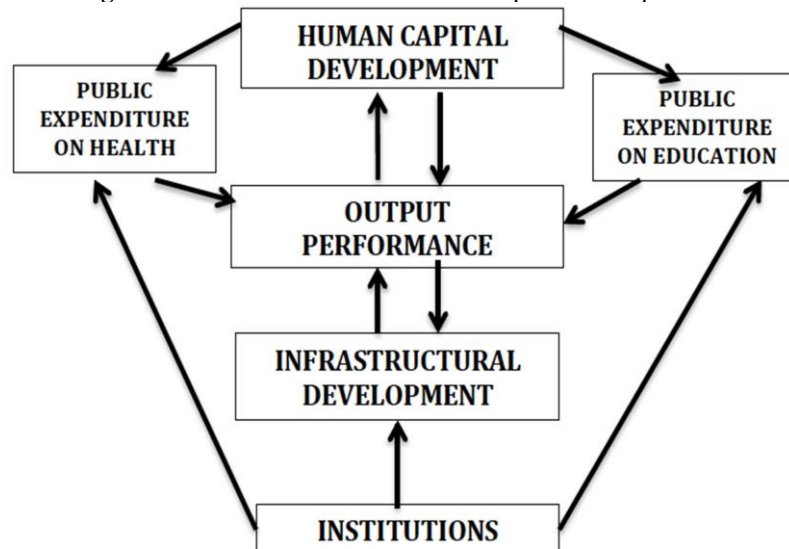 HUMAN CAPITAL
DEVELOPMENT
PUBLIC
EXPENDITURE
ON HEALTH
PUBLIC
EXPENDITURE
ON EDUCATION
OUTPUT
PERFORMANCE
INFRASTRUCTURAL
DEVELOPMENT
INSTITUTIONS